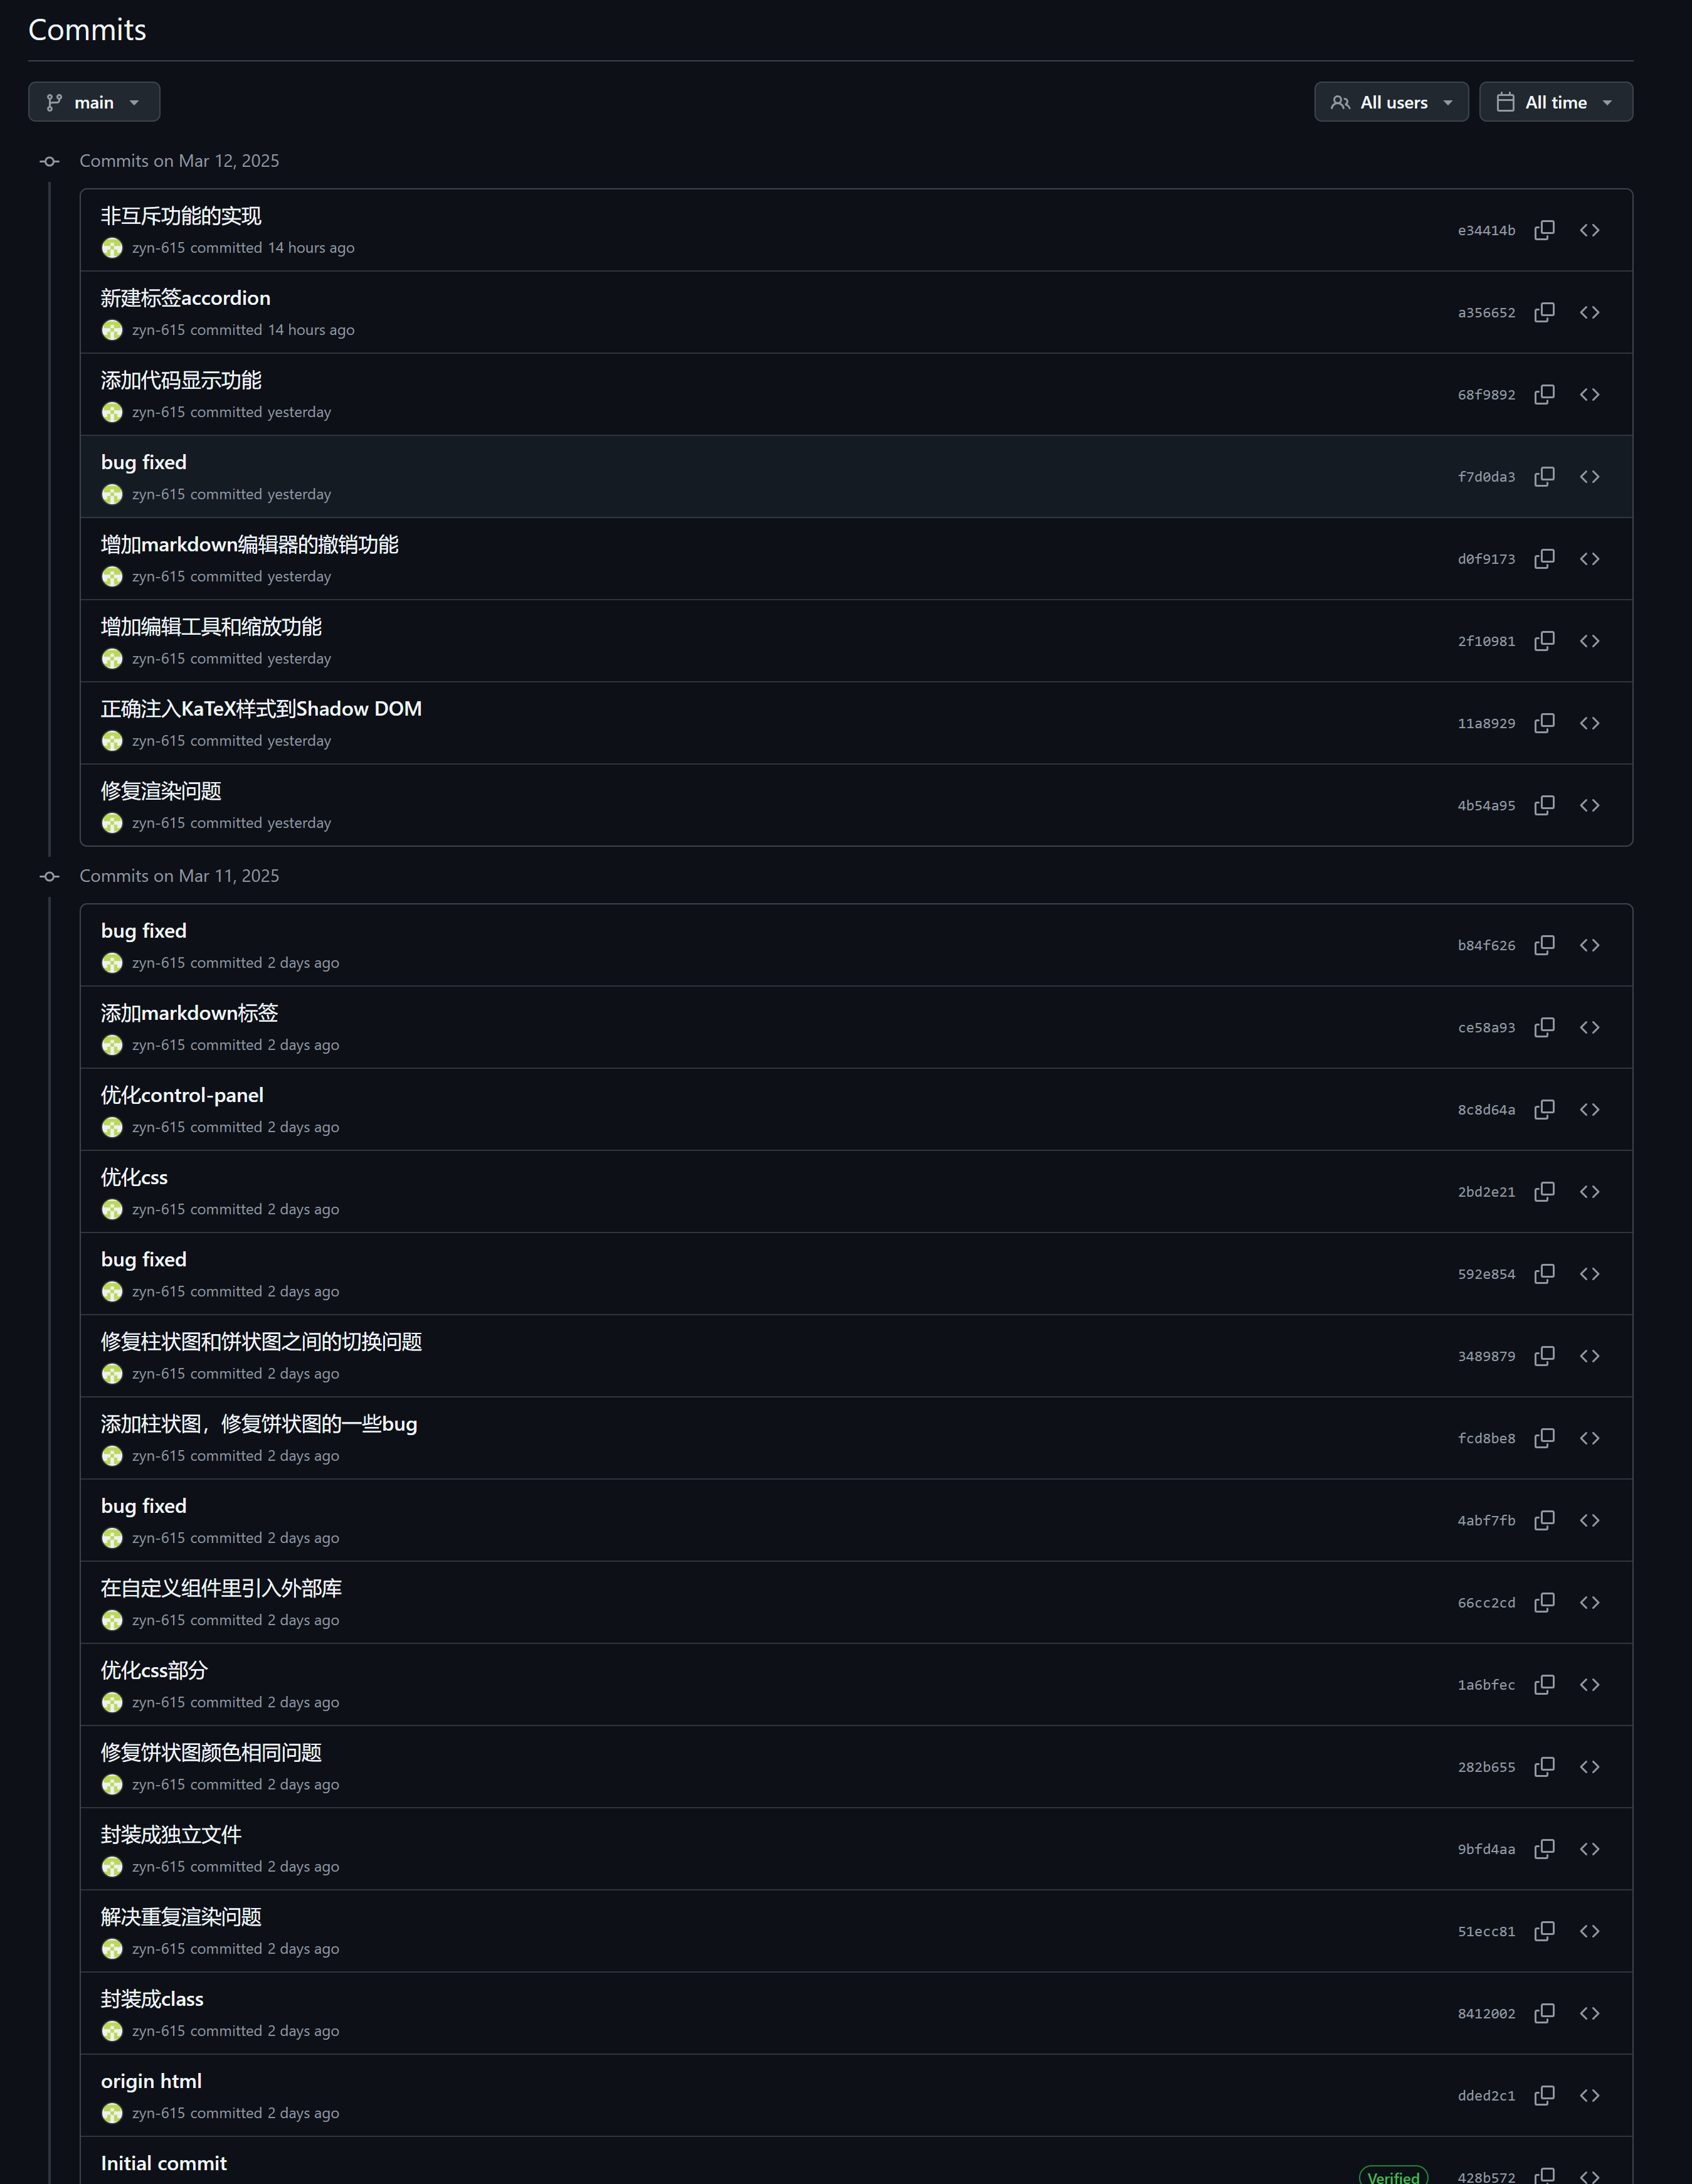 Commits
main
All users
All time
Commits on Mar 12, 2025
非互斥功能的实现
e34414b
zyn-615 committed 14 hours ago
新建标签accordion
a356652
zyn-615 committed 14 hours ago
添加代码显示功能
68f9892
zyn-615 committed yesterday
bug fixed
f7d0da3
zyn-615 committed yesterday
增加markdown编辑器的撤销功能
d0f9173
zyn-615 committed yesterday
增加编辑工具和缩放功能
2f10981
zyn-615 committed yesterday
正确注入KaTeX样式到Shadow DOM
11a8929
zyn-615 committed yesterday
修复渲染问题
4b54a95
zyn-615 committed yesterday
Commits on Mar 11, 2025
bug fixed
b84f626
zyn-615 committed 2 days ago
添加markdown标签
ce58a93
zyn-615 committed 2 days ago
优化control-panel
8c8d64a
zyn-615 committed 2 days ago
优化css
2bd2e21
zyn-615 committed 2 days ago
bug fixed
592e854
zyn-615 committed 2 days ago
修复柱状图和饼状图之间的切换问题
3489879
zyn-615 committed 2 days ago
添加柱状图，修复饼状图的一些bug
fcd8be8
zyn-615 committed 2 days ago
bug fixed
4abf7fb
zyn-615 committed 2 days ago
在自定义组件里引入外部库
66cc2cd
zyn-615 committed 2 days ago
优化css部分
1a6bfec
zyn-615 committed 2 days ago
修复饼状图颜色相同问题
282b655
zyn-615 committed 2 days ago
封装成独立文件
9bfd4aa
zyn-615 committed 2 days ago
解决重复渲染问题
51ecc81
zyn-615 committed 2 days ago
封装成class
8412002
zyn-615 committed 2 days ago
origin html
dded2c1
zyn-615 committed 2 days ago
Initial commit
Verified
428b572